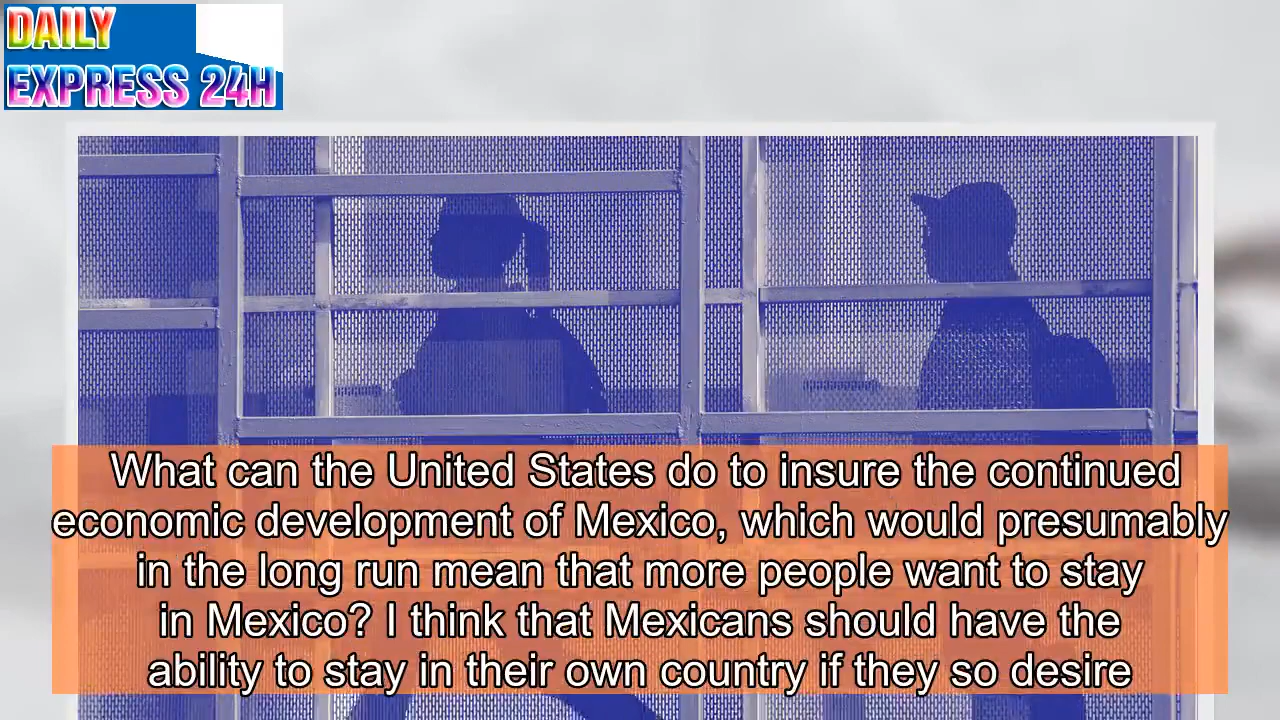 DAILY
EXPRESS 24H
What can the United States do to insure the continued
economic development of Mexico, which would presumably
in the long run mean that more people want to stay
in Mexico? I think that Mexicans should have the
ability to stay in their own country if they so desire